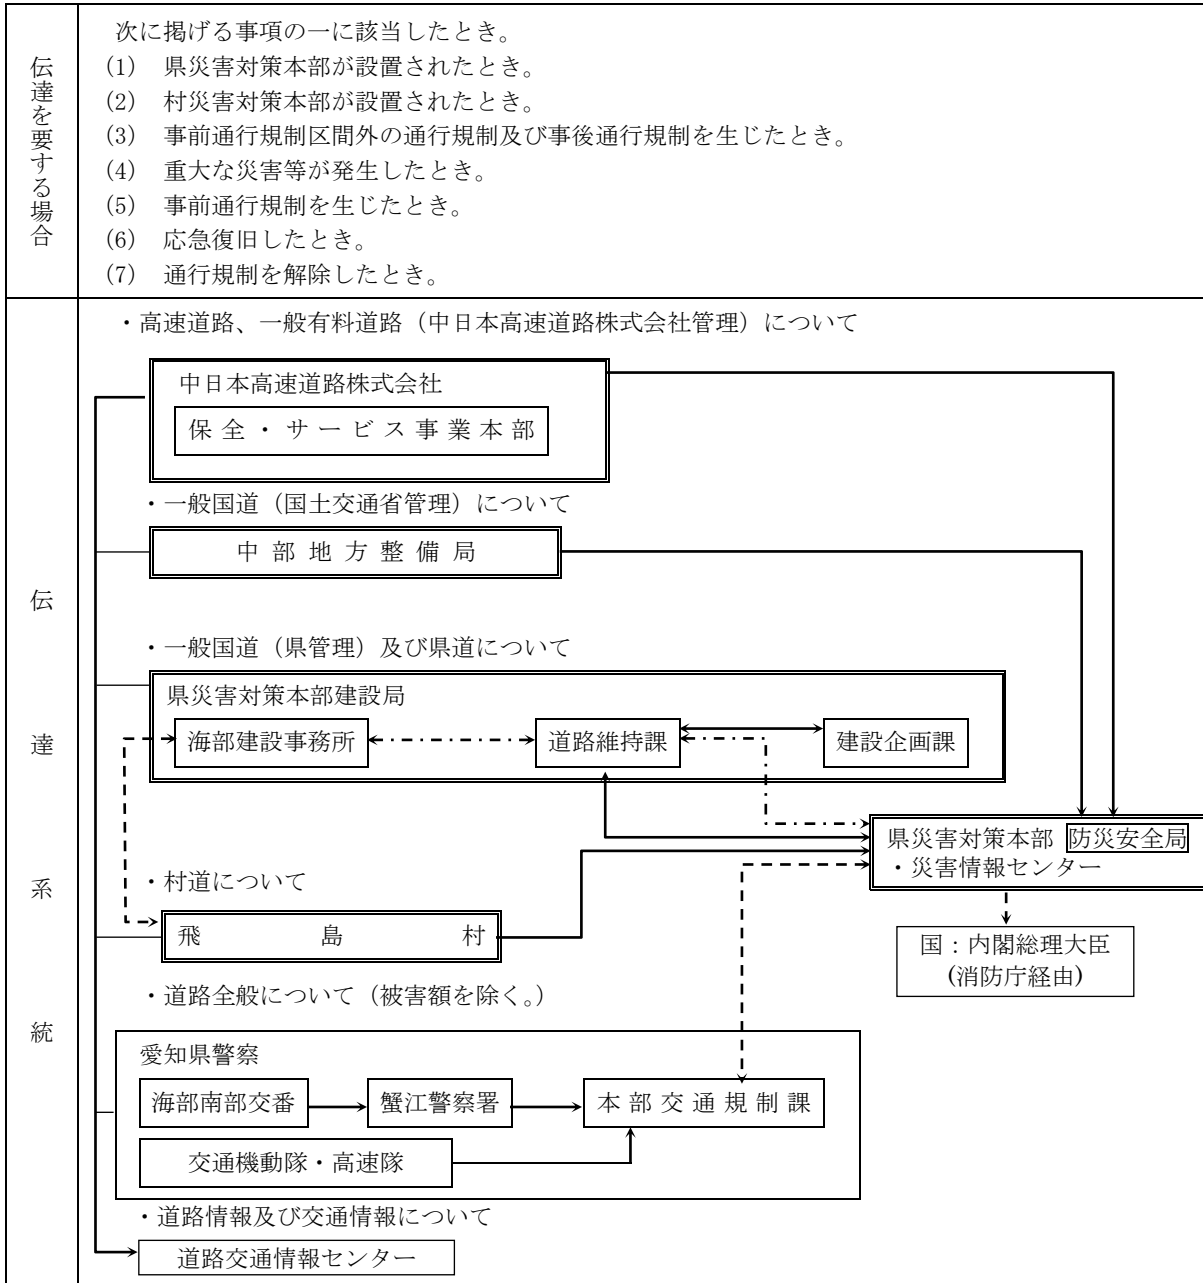 伝達を要する場合
次に掲げる事項の一に該当したとき。
(1) 県災害対策本部が設置されたとき。
(2) 村災害対策本部が設置されたとき。
(3) 事前通行規制区間外の通行規制及び事後通行規制を生じたとき。
(4) 重大な災害等が発生したとき。
(5) 事前通行規制を生じたとき。
(6) 応急復旧したとき。
(7) 通行規制を解除したとき。
伝達系統
・高速道路、一般有料道路（中日本高速道路株式会社管理）について
中日本高速道路株式会社
保全・サービス事業本部
・一般国道（国土交通省管理）について
中部地方整備局
・一般国道（県管理）及び県道について
県災害対策本部建設局
海部建設事務所
道路維持課
建設企画課
県災害対策本部 防災安全局
・災害情報センター
・村道について
飛島村
国：内閣総理大臣
(消防庁経由)
・道路全般について（被害額を除く。）
愛知県警察
海部南部交番
蟹江警察署
本部交通規制課
交通機動隊・高速隊
・道路情報及び交通情報について
道路交通情報センター